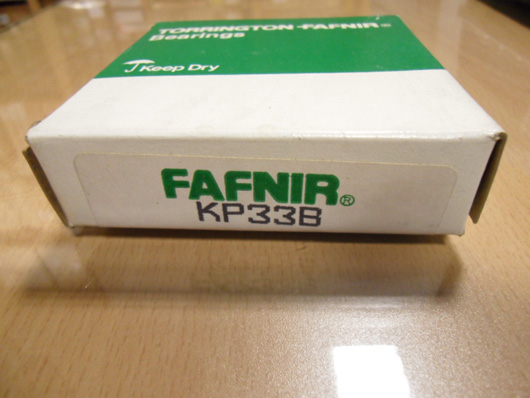 TORRINGTON-FAFNIR®
Bearings
Keep Dry
FAFNIR®
KP33B